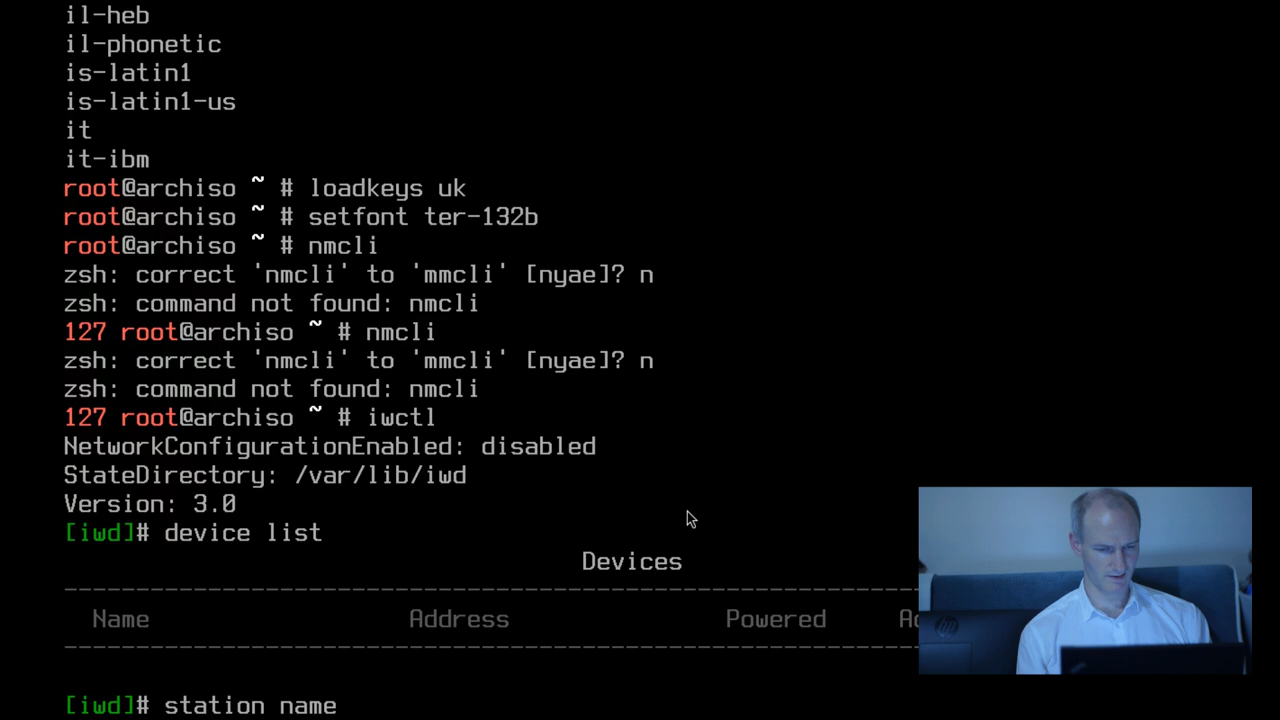 il-heb
il-phonetic
is-latin1
is-latin1-us
it
it-ibm
root@archiso ~ # loadkeys uk
root@archiso ~ # setfont ter-132b
root@archiso ~ # nmcli
zsh: correct 'nmcli' to 'mmcli' [nyae]? n
zsh: command not found: nmcli
127 root@archiso ~ # nmcli
zsh: correct 'nmcli' to 'mmcli' [nyae]? n
zsh: command not found: nmcli
127 root@archiso ~ # iwctl
NetworkConfigurationEnabled: disabled
StateDirectory: /var/lib/iwd
Version: 3.0
[iwd]# device list
Devices
--------------------------------------------------------------------------------
Name Address Powered
--------------------------------------------------------------------------------
hp
[iwd]# station name